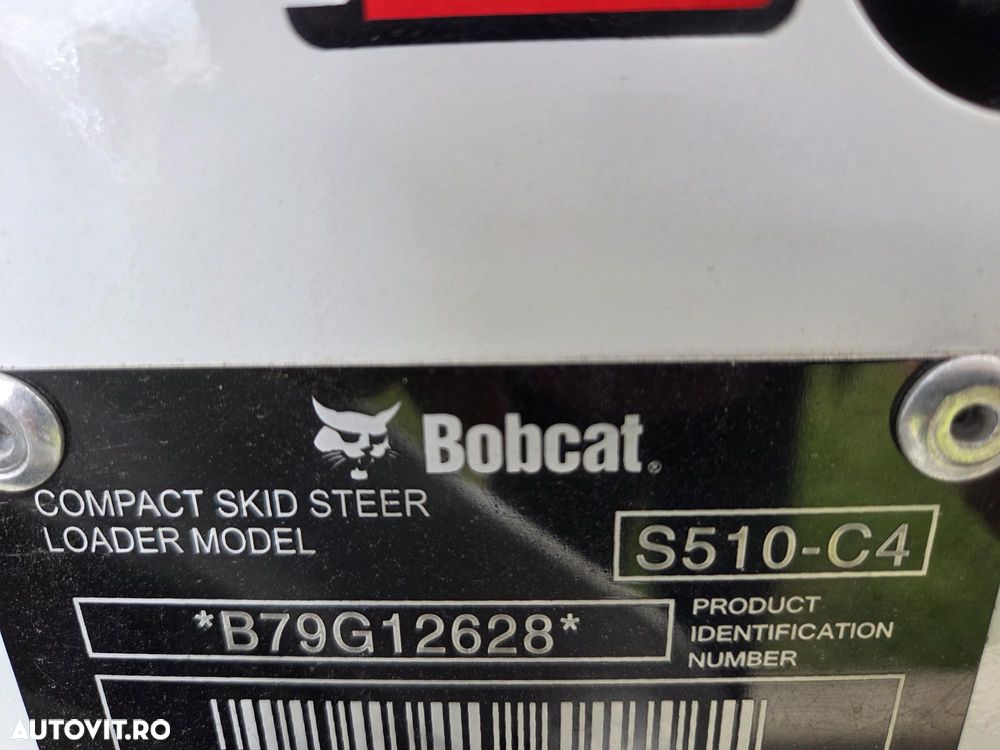 Bobcat®
COMPACT SKID STEER
LOADER MODEL
S510-C4
*B79G12628*
PRODUCT
IDENTIFICATION
NUMBER
AUTOVIT.RO